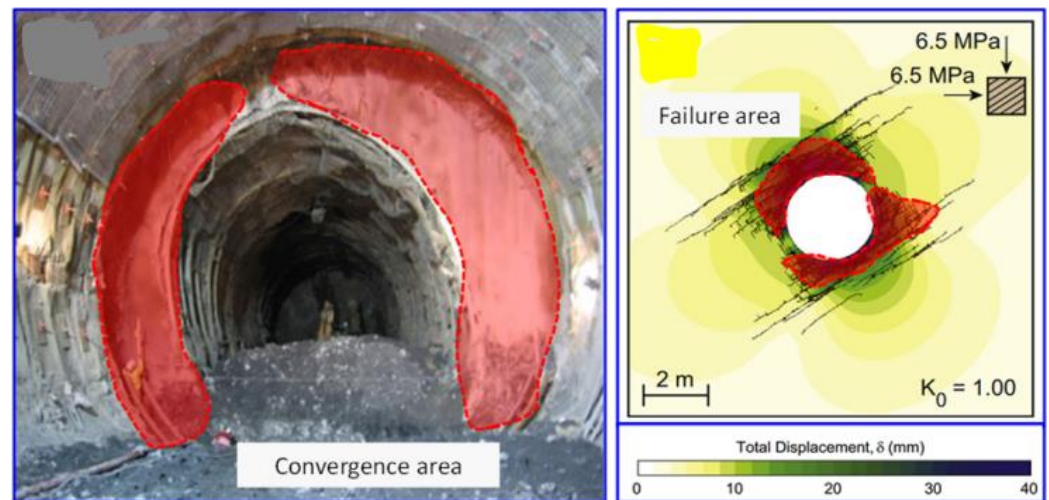 Convergence area
6.5 MPa
6.5 MPa
Failure area
2 m
K₀ = 1.00
Total Displacement, δ (mm)
0 10 20 30 40